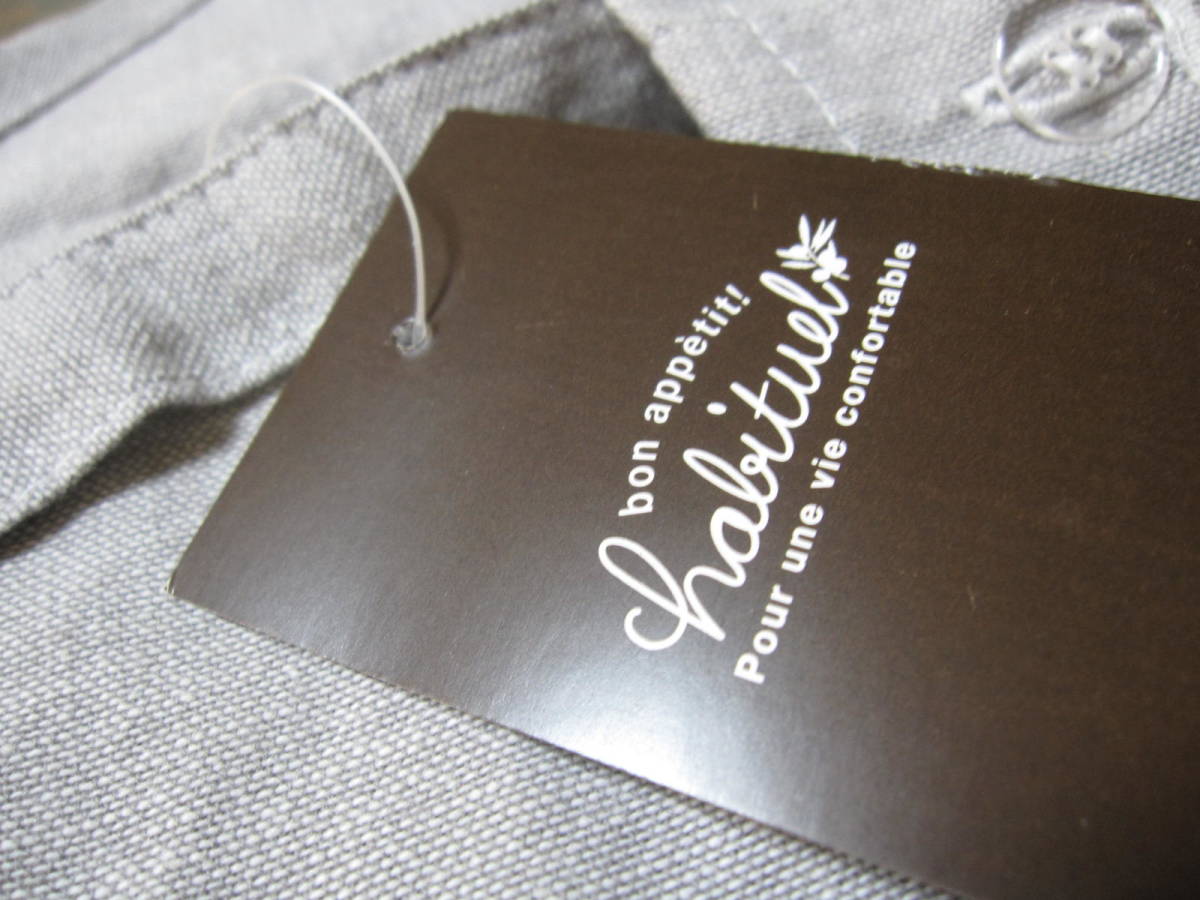 bon appètit!
habituel
Pour une vie confortable